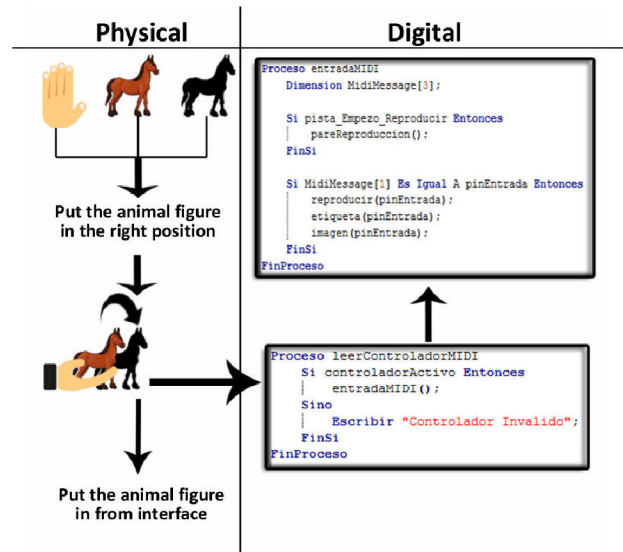 Physical
Digital
Put the animal figure
in the right position
Put the animal figure
in from interface
Proceso entradaMIDI
Dimension MidiMessage[3];
Si pista_Empezo_Reproducir Entonces
pareReproduccion();
FinSi
Si MidiMessage[1] Es Igual A pinEntrada Entonces
reproducir(pinEntrada);
etiqueta(pinEntrada);
imagen(pinEntrada);
FinSi
FinProceso
Proceso leerControladorMIDI
Si controladorActivo Entonces
entradaMIDI();
Sino
Escribir "Controlador Invalido";
FinSi
FinProceso